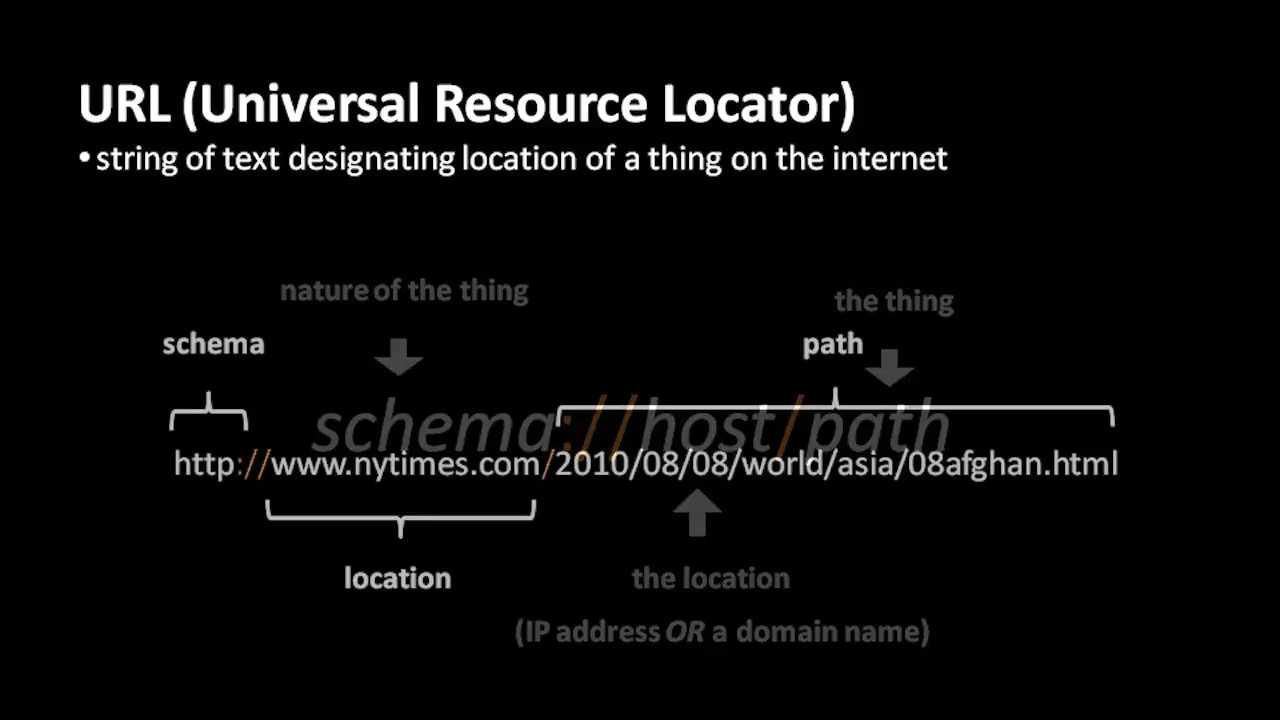 URL (Universal Resource Locator)
• string of text designating location of a thing on the internet
nature of the thing
the thing
schema
path
schema://host/path
http://www.nytimes.com/2010/08/08/world/asia/08afghan.html
location
the location
(IP address OR a domain name)